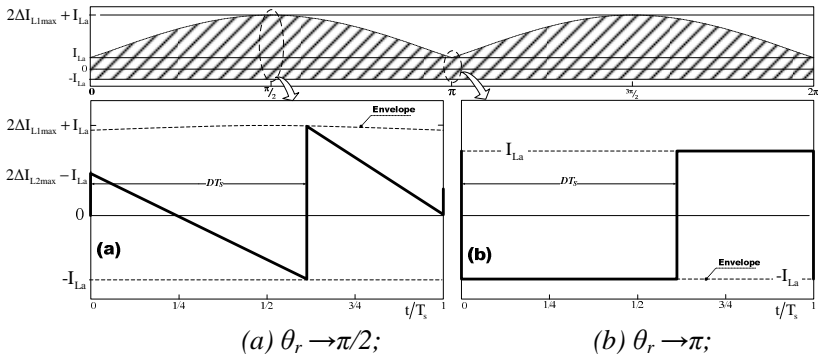 2ΔI_L1max + I_La
I_La
0
-I_La
0 π/2 π 3π/2 2π
2ΔI_L1max + I_La
Envelope
2ΔI_L2max − I_La
DTs
0
(a)
-I_La
0 1/4 1/2 3/4 1
t/T_s
I_La
DTs
(b)
Envelope
-I_La
0 1/4 1/2 3/4 1
t/T_s
(a) θ_r →π/2;
(b) θ_r →π;